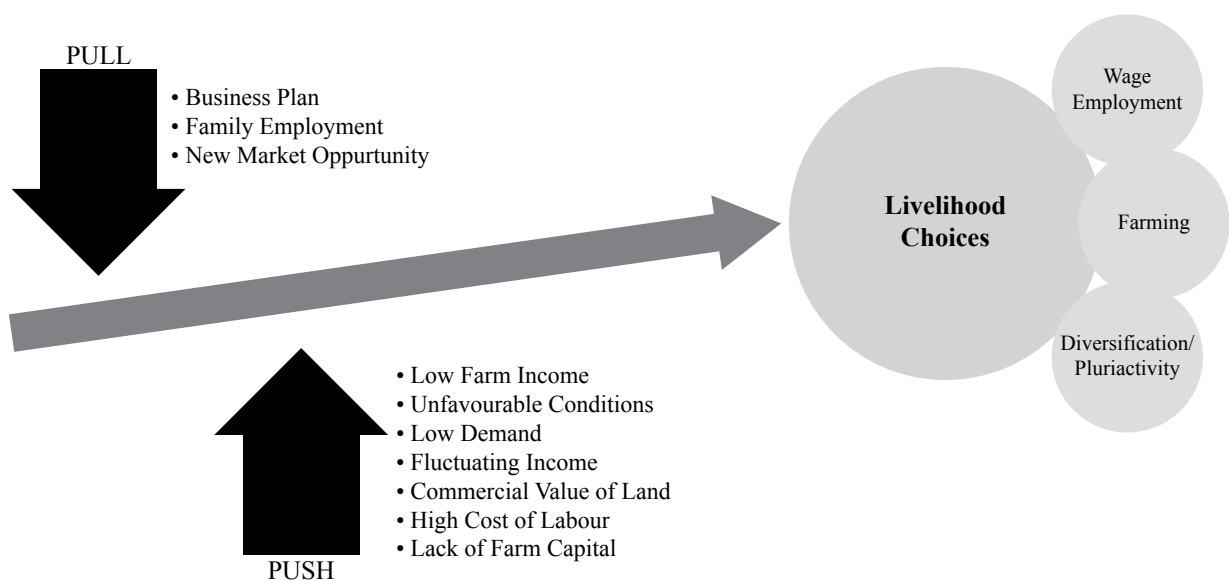 PULL
• Business Plan
• Family Employment
• New Market Oppurtunity
Livelihood
Choices
Wage
Employment
Farming
Diversification/
Pluriactivity
• Low Farm Income
• Unfavourable Conditions
• Low Demand
• Fluctuating Income
• Commercial Value of Land
• High Cost of Labour
• Lack of Farm Capital
PUSH